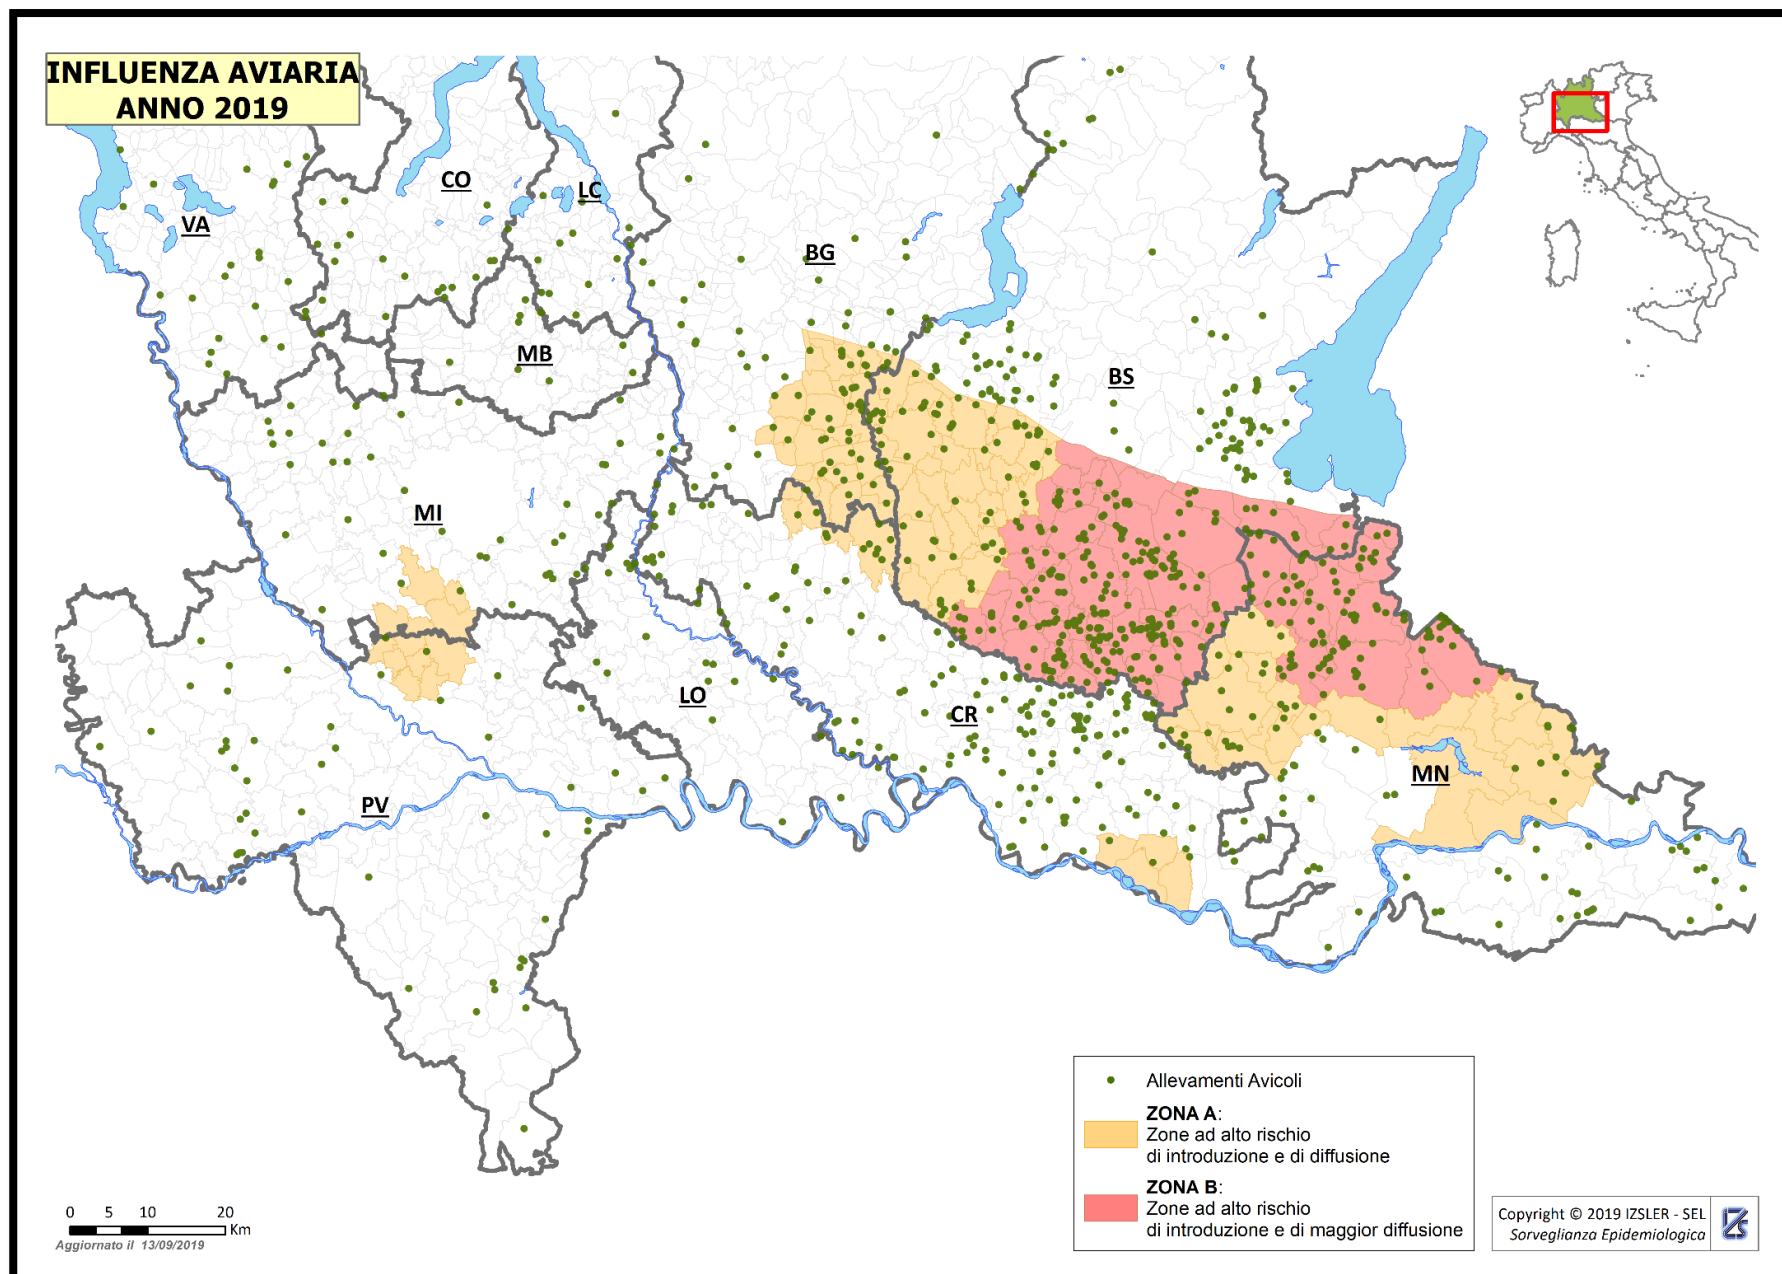 INFLUENZA AVIARIA
ANNO 2019
CO
LC
VA
BG
MB
BS
MI
LO
CR
MN
PV
Allevamenti Avicoli
ZONA A:
Zone ad alto rischio
di introduzione e di diffusione
ZONA B:
Zone ad alto rischio
di introduzione e di maggior diffusione
0 5 10 20
Km
Aggiornato il 13/09/2019
Copyright © 2019 IZSLER - SEL
Sorveglianza Epidemiologica